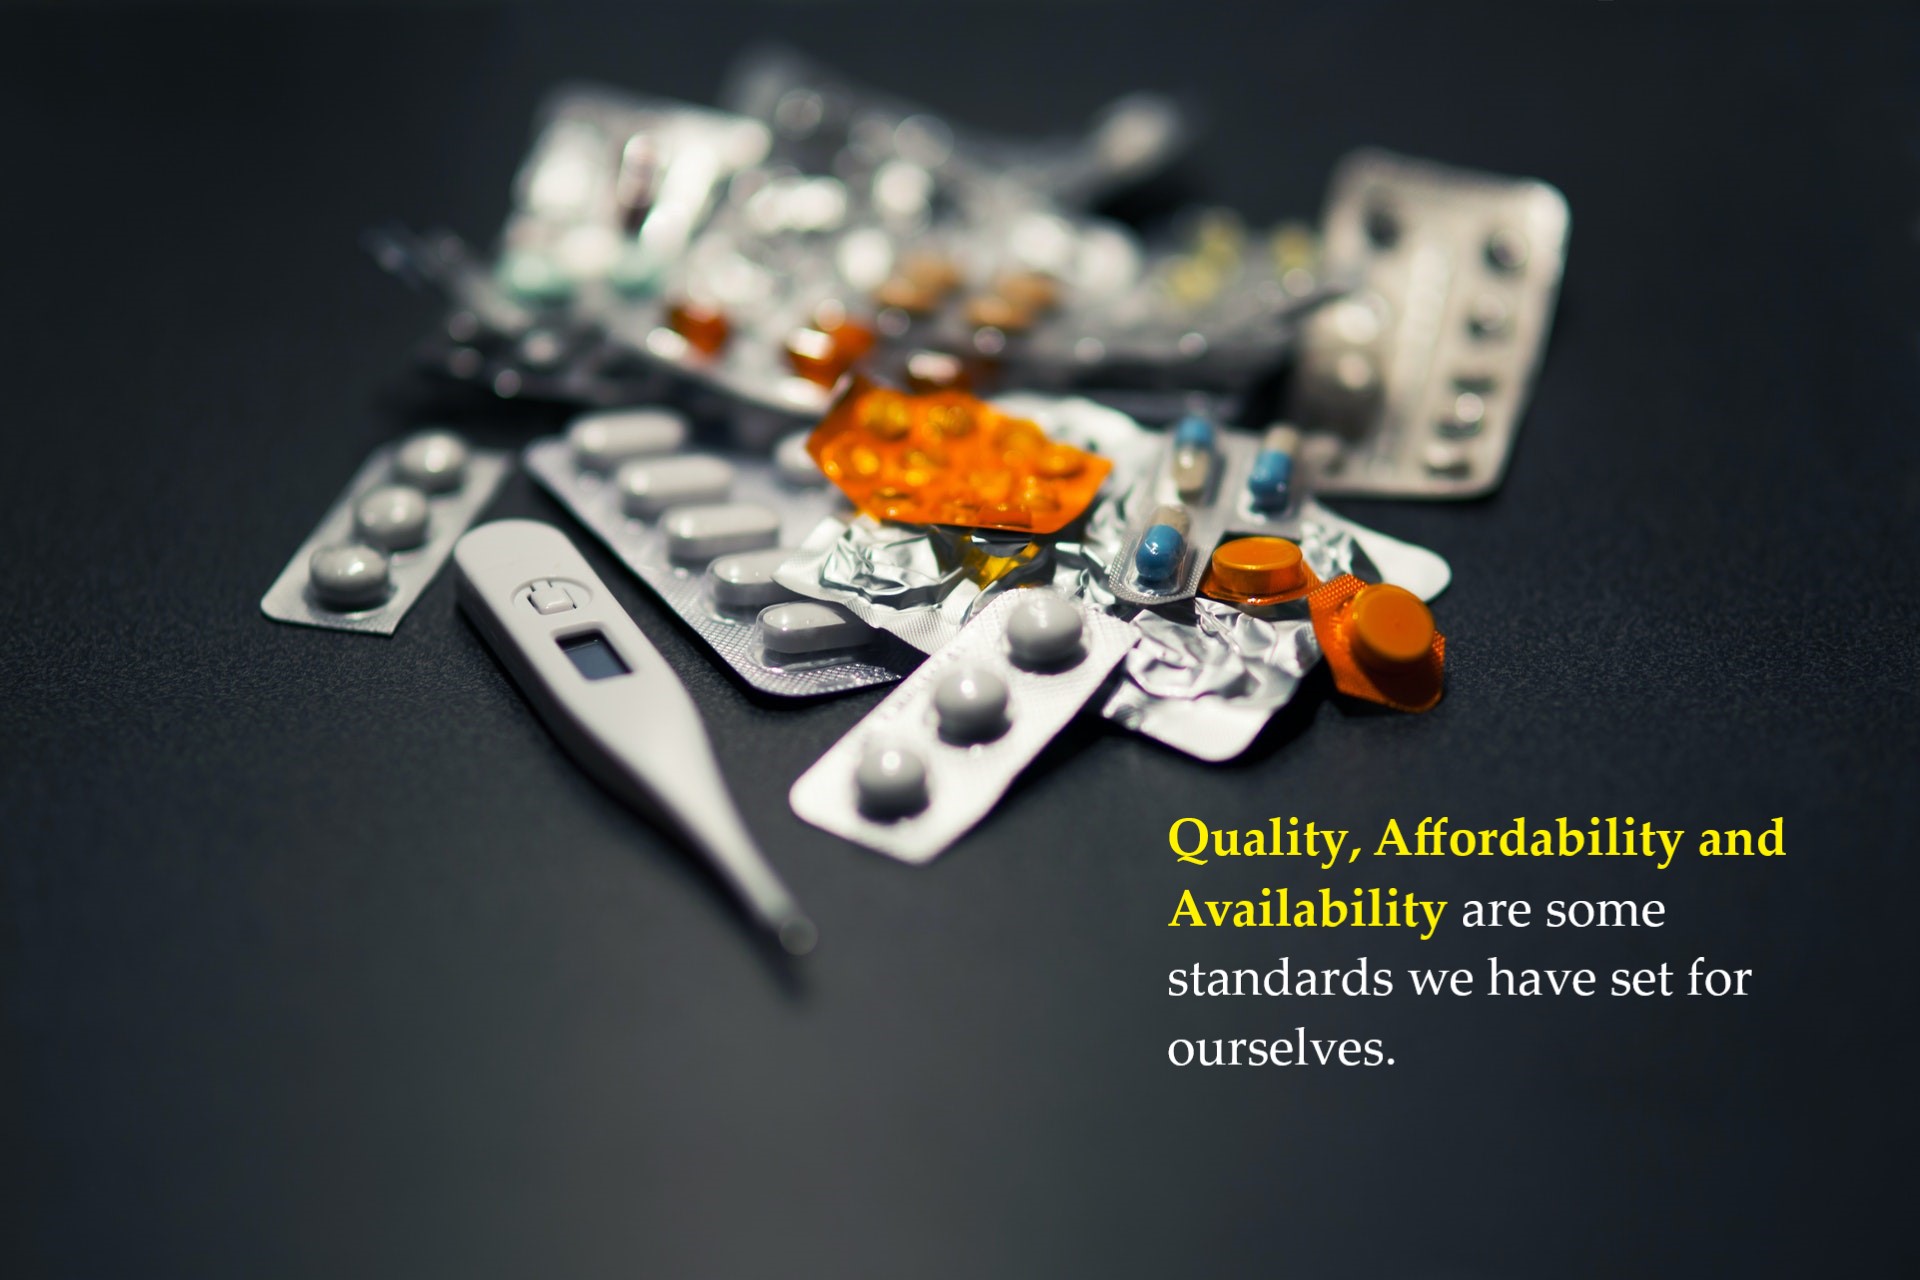 Quality, Affordability and
Availability are some
standards we have set for
ourselves.